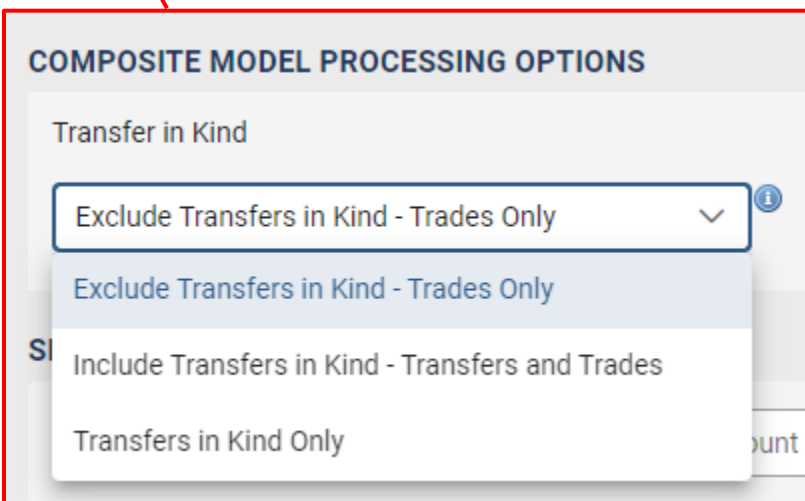 COMPOSITE MODEL PROCESSING OPTIONS
Transfer in Kind
Exclude Transfers in Kind - Trades Only
Exclude Transfers in Kind - Trades Only
Include Transfers in Kind - Transfers and Trades
Transfers in Kind Only